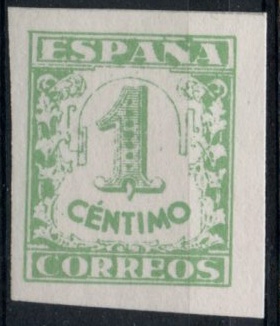 ESPAÑA
1
CÉNTIMO
CORREOS